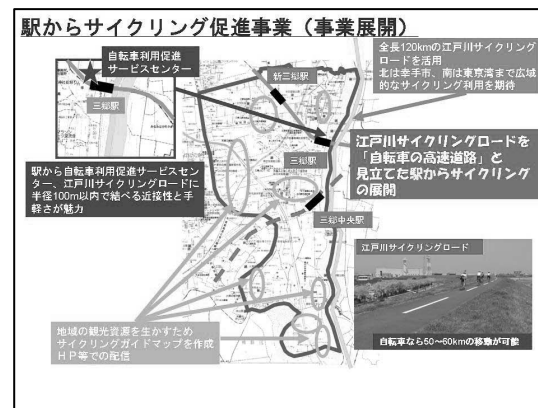 駅からサイクリング促進事業（事業展開）
自転車利用促進
サービスセンター
三郷駅
新三郷駅
全長120kmの江戸川サイクリング
ロードを活用
北は幸手市、南は東京湾まで広域
的なサイクリング利用を期待
三郷駅
江戸川サイクリングロードを
「自転車の高速道路」と
見立てた駅からサイクリング
の展開
駅から自転車利用促進サービスセン
ター、江戸川サイクリングロードに
半径100m以内で結べる近接性と手
軽さが魅力
三郷中央駅
江戸川サイクリングロード
地域の観光資源を生かすため
サイクリングガイドマップを作成
ＨＰ等での配信
自転車なら50～60kmの移動が可能